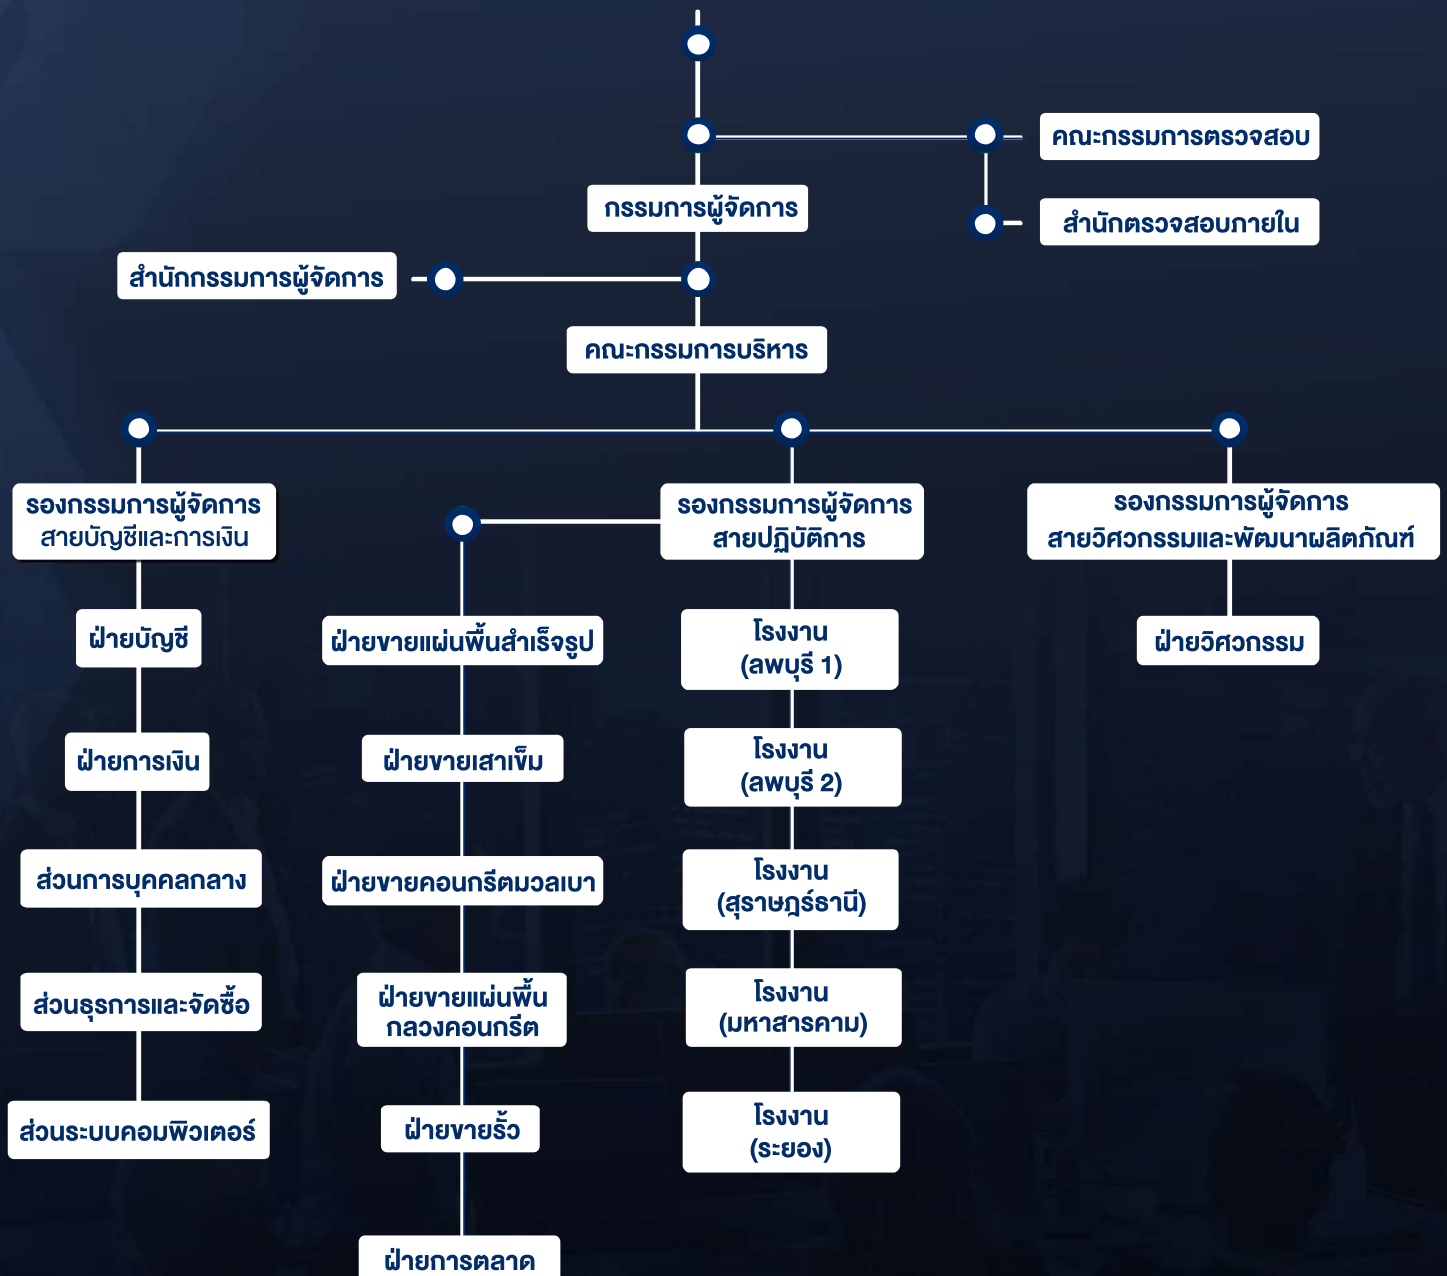 คณะกรรมการตรวจสอบ
กรรมการผู้จัดการ
สำนักตรวจสอบภายใน
สำนักกรรมการผู้จัดการ
คณะกรรมการบริหาร
รองกรรมการผู้จัดการ
สายบัญชีและการเงิน
ฝ่ายบัญชี
ฝ่ายการเงิน
ส่วนการบุคคลกลาง
ส่วนธุรการและจัดซื้อ
ส่วนระบบคอมพิวเตอร์
รองกรรมการผู้จัดการ
สายปฏิบัติการ
ฝ่ายขายแผ่นพื้นสำเร็จรูป
ฝ่ายขายเสาเข็ม
ฝ่ายขายคอนกรีตมวลเบา
ฝ่ายขายแผ่นพื้น
กลวงคอนกรีต
ฝ่ายขายรั้ว
ฝ่ายการตลาด
โรงงาน
(ลพบุรี 1)
โรงงาน
(ลพบุรี 2)
โรงงาน
(สุราษฎร์ธานี)
โรงงาน
(มหาสารคาม)
โรงงาน
(ระยอง)
รองกรรมการผู้จัดการ
สายวิศวกรรมและพัฒนาผลิตภัณฑ์
ฝ่ายวิศวกรรม